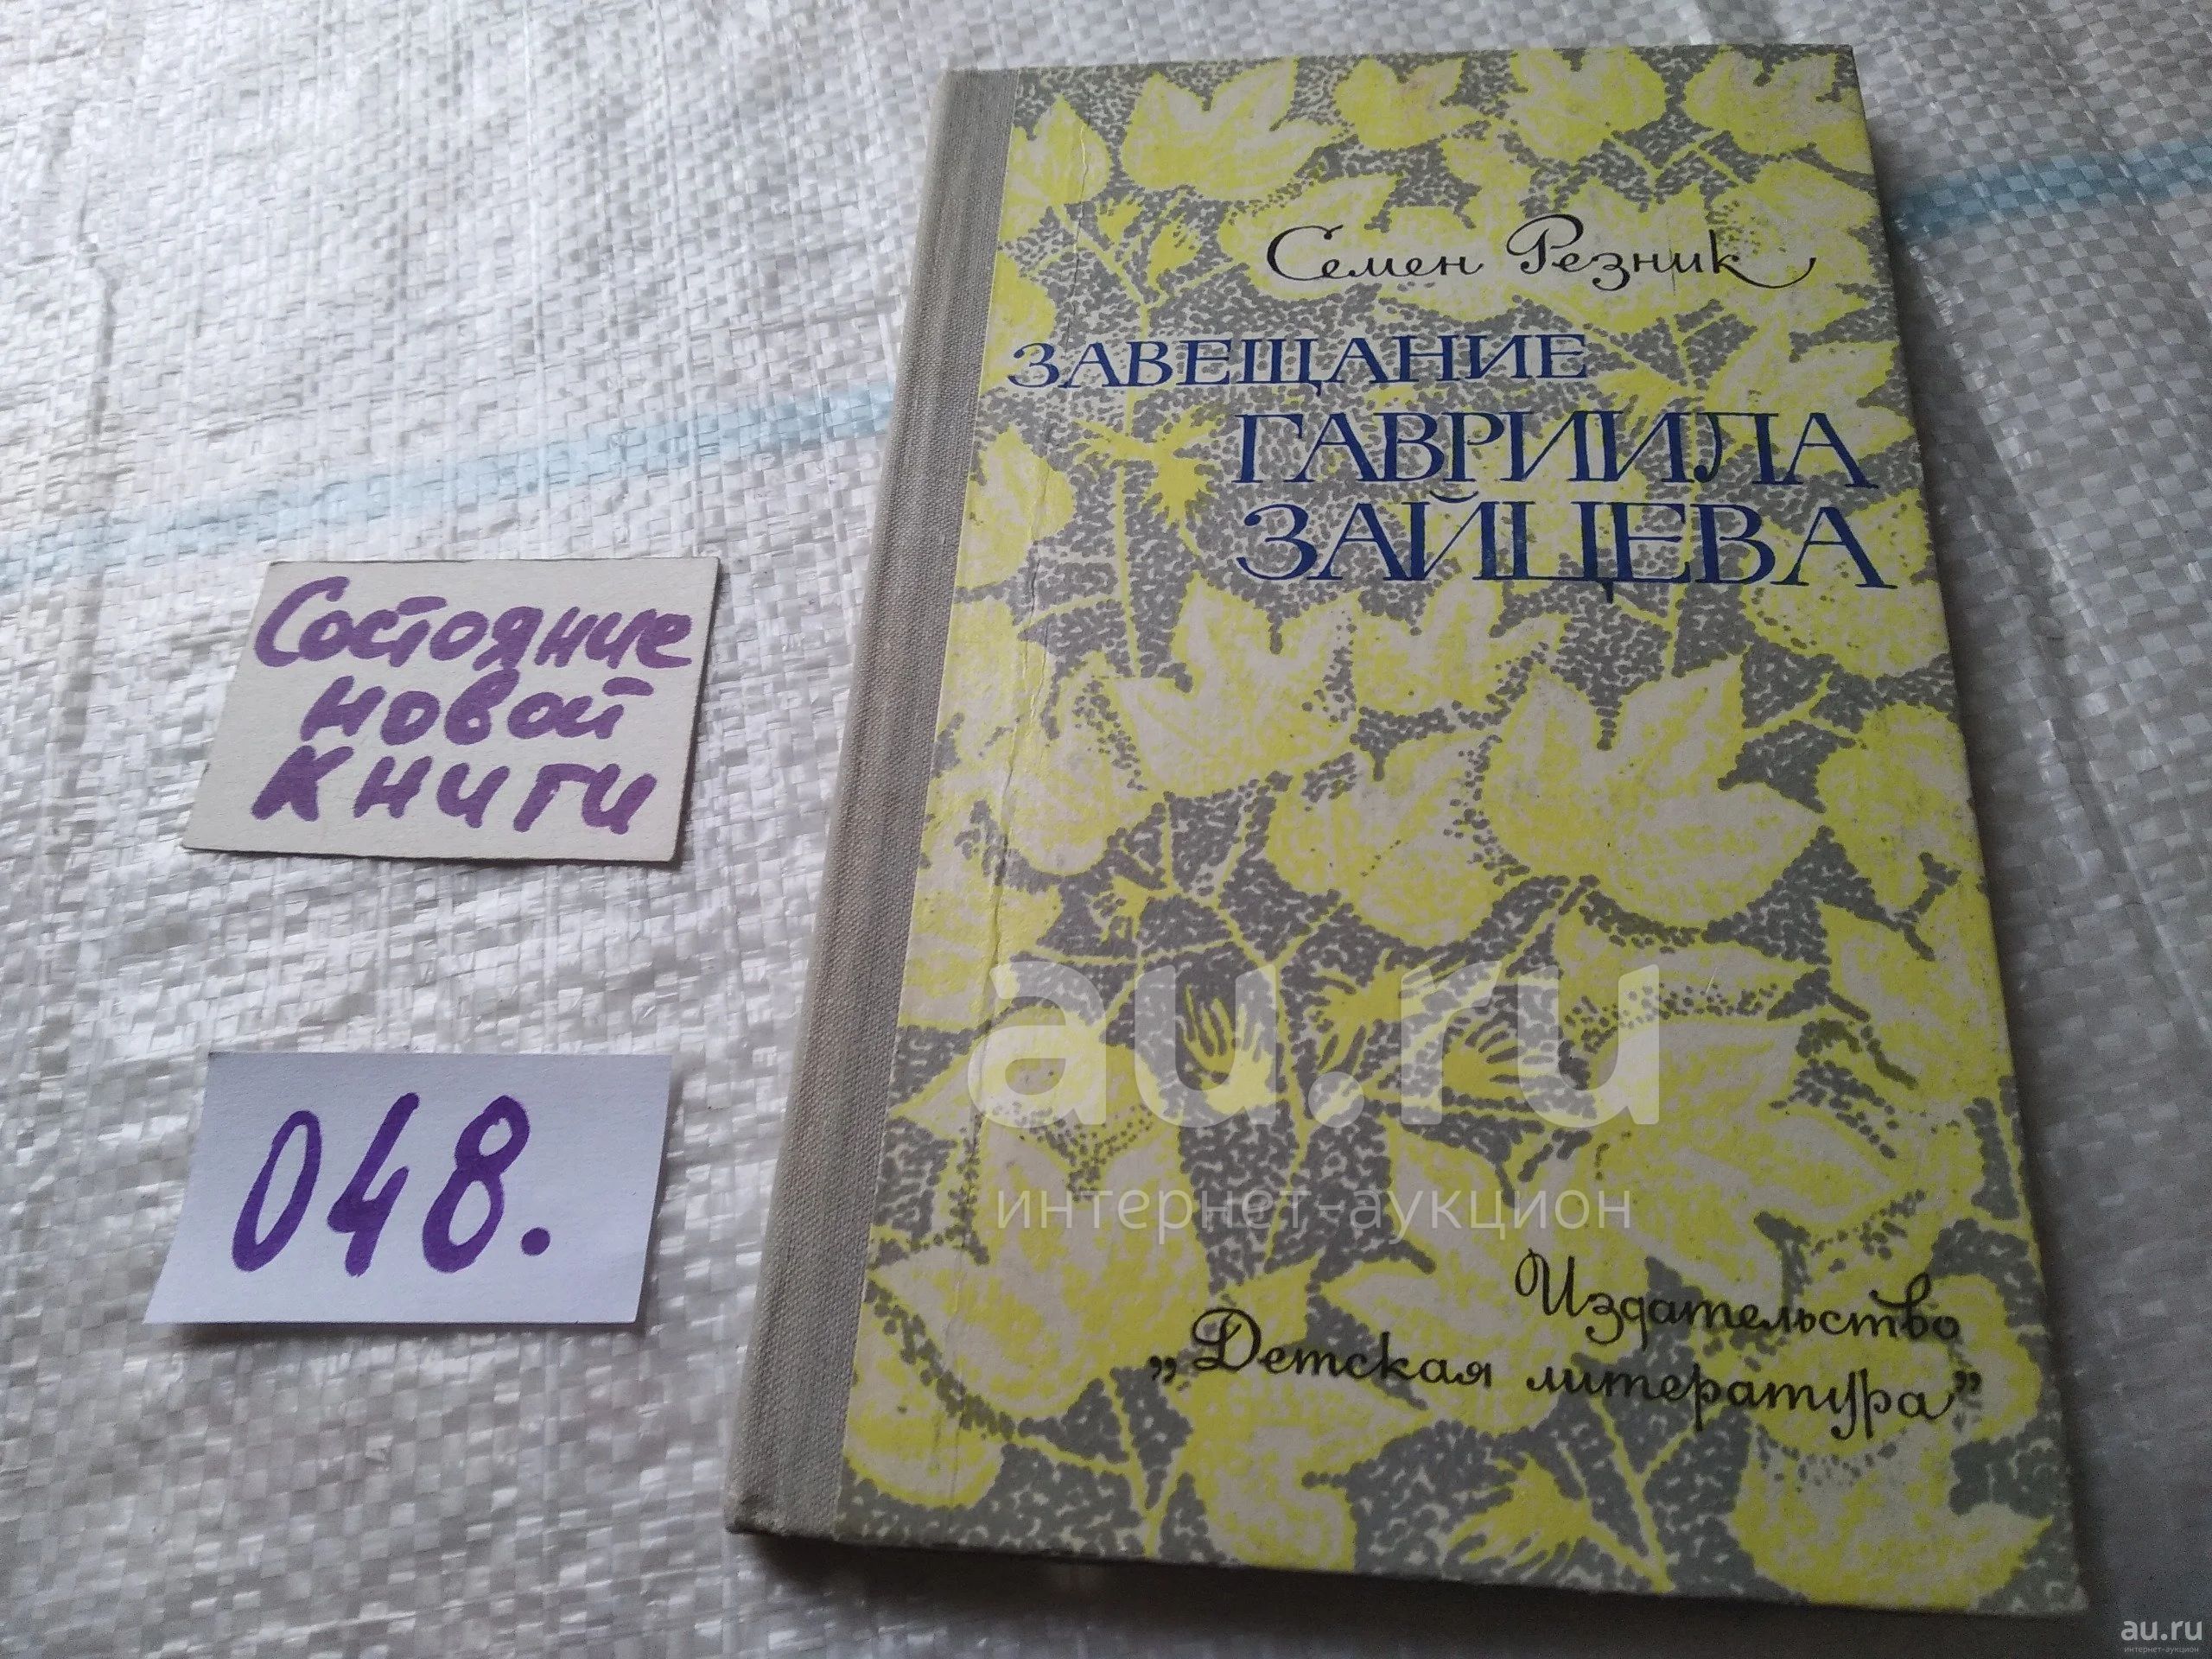 Семен Резник
ЗАВЕЩАНИЕ
ГАВРИИЛА
ЗАЙЦЕВА
Состояние
новой
книги
048.
au.ru
интернет-аукцион
Издательство
„Детская литература”
au.ru
интернет-аукцион